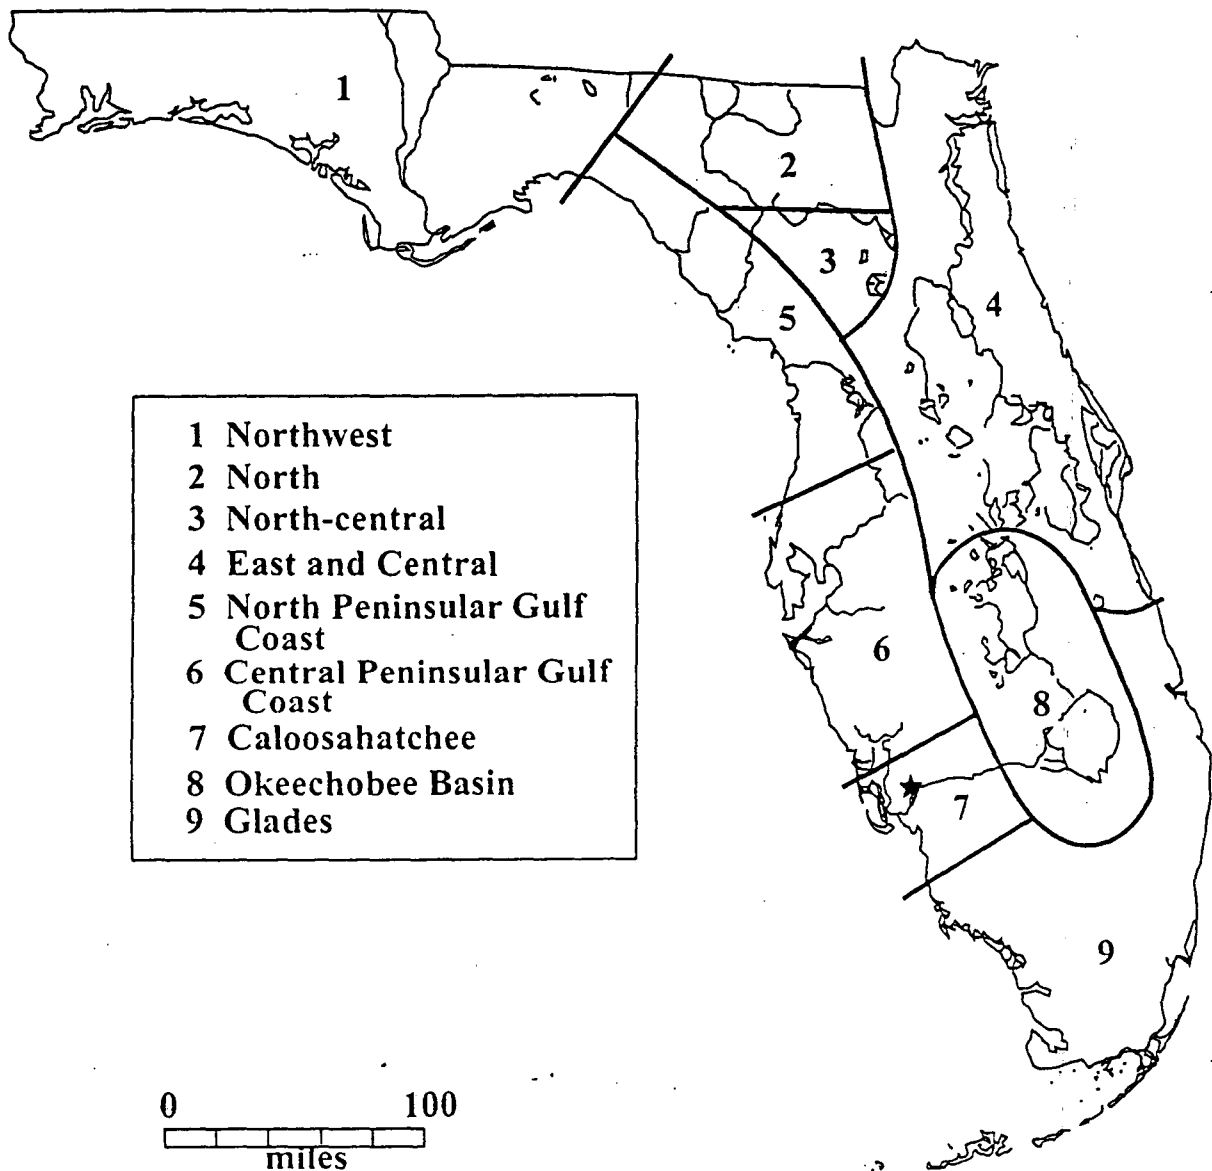 1
2
3
4
5
1 Northwest
2 North
3 North-central
4 East and Central
5 North Peninsular Gulf
Coast
6 Central Peninsular Gulf
Coast
7 Caloosahatchee
8 Okeechobee Basin
9 Glades
6
8
7
9
0 100
miles